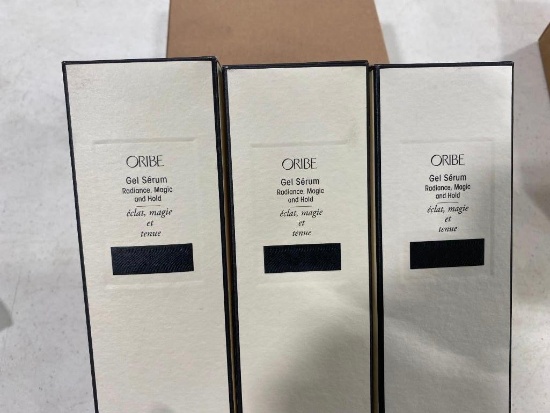 ORIBE
Gel Sérum
Radiance, Magic
and Hold
éclat, magie
et
tenue
ORIBE
Gel Sérum
Radiance, Magic
and Hold
éclat, magie
et
tenue
ORIBE
Gel Sérum
Radiance, Magic
and Hold
éclat, magie
et
tenue